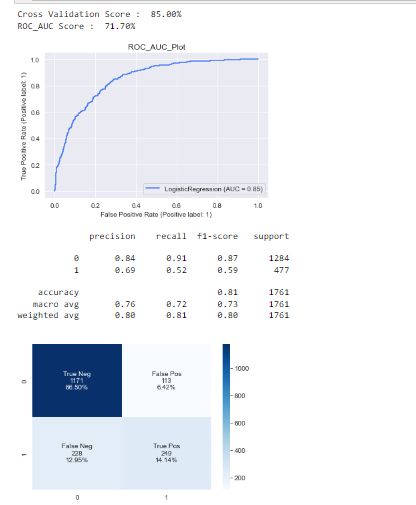 Cross Validation Score :  85.00%
ROC_AUC Score :  71.70%
ROC_AUC_Plot
True Positive Rate (Positive label: 1)
1.0
0.8
0.6
0.4
0.2
0.0
LogisticRegression (AUC = 0.85)
0.0 0.2 0.4 0.6 0.8 1.0
False Positive Rate (Positive label: 1)
precision recall f1-score support
0 0.84 0.91 0.87 1284
1 0.69 0.52 0.59 477
accuracy 0.81 1761
macro avg 0.76 0.72 0.73 1761
weighted avg 0.80 0.81 0.80 1761
0
True Neg
1171
66.50%
False Pos
113
6.42%
1
False Neg
228
12.95%
True Pos
249
14.14%
0 1
1000
800
600
400
200